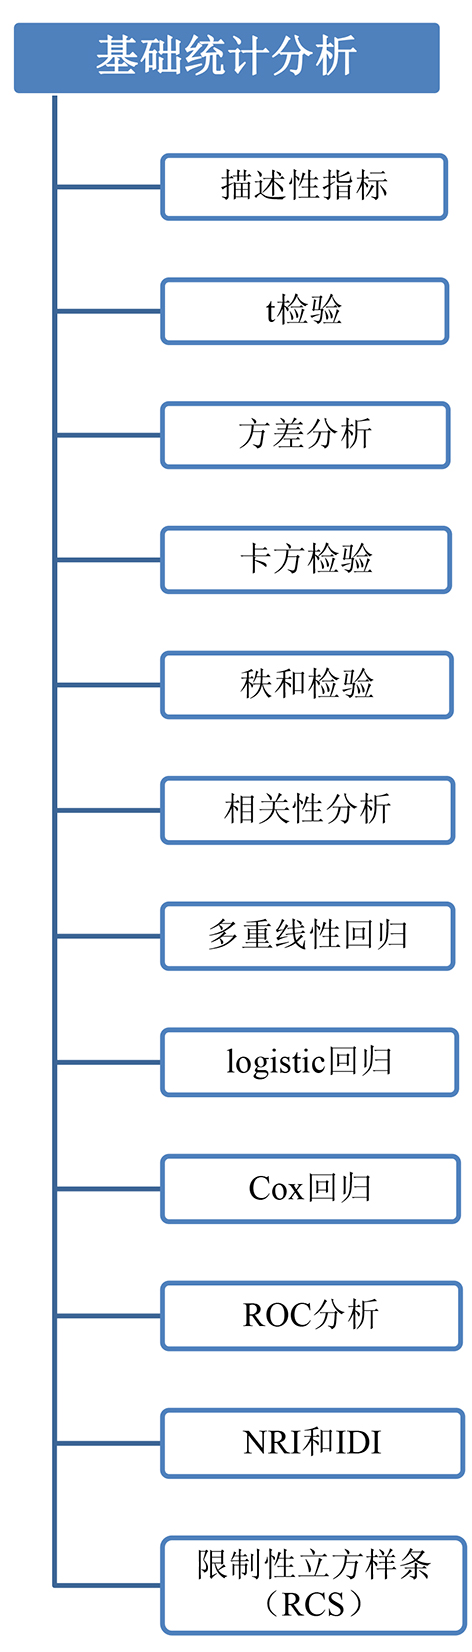 基础统计分析
描述性指标
t检验
方差分析
卡方检验
秩和检验
相关性分析
多重线性回归
logistic回归
Cox回归
ROC分析
NRI和IDI
限制性立方样条
（RCS）